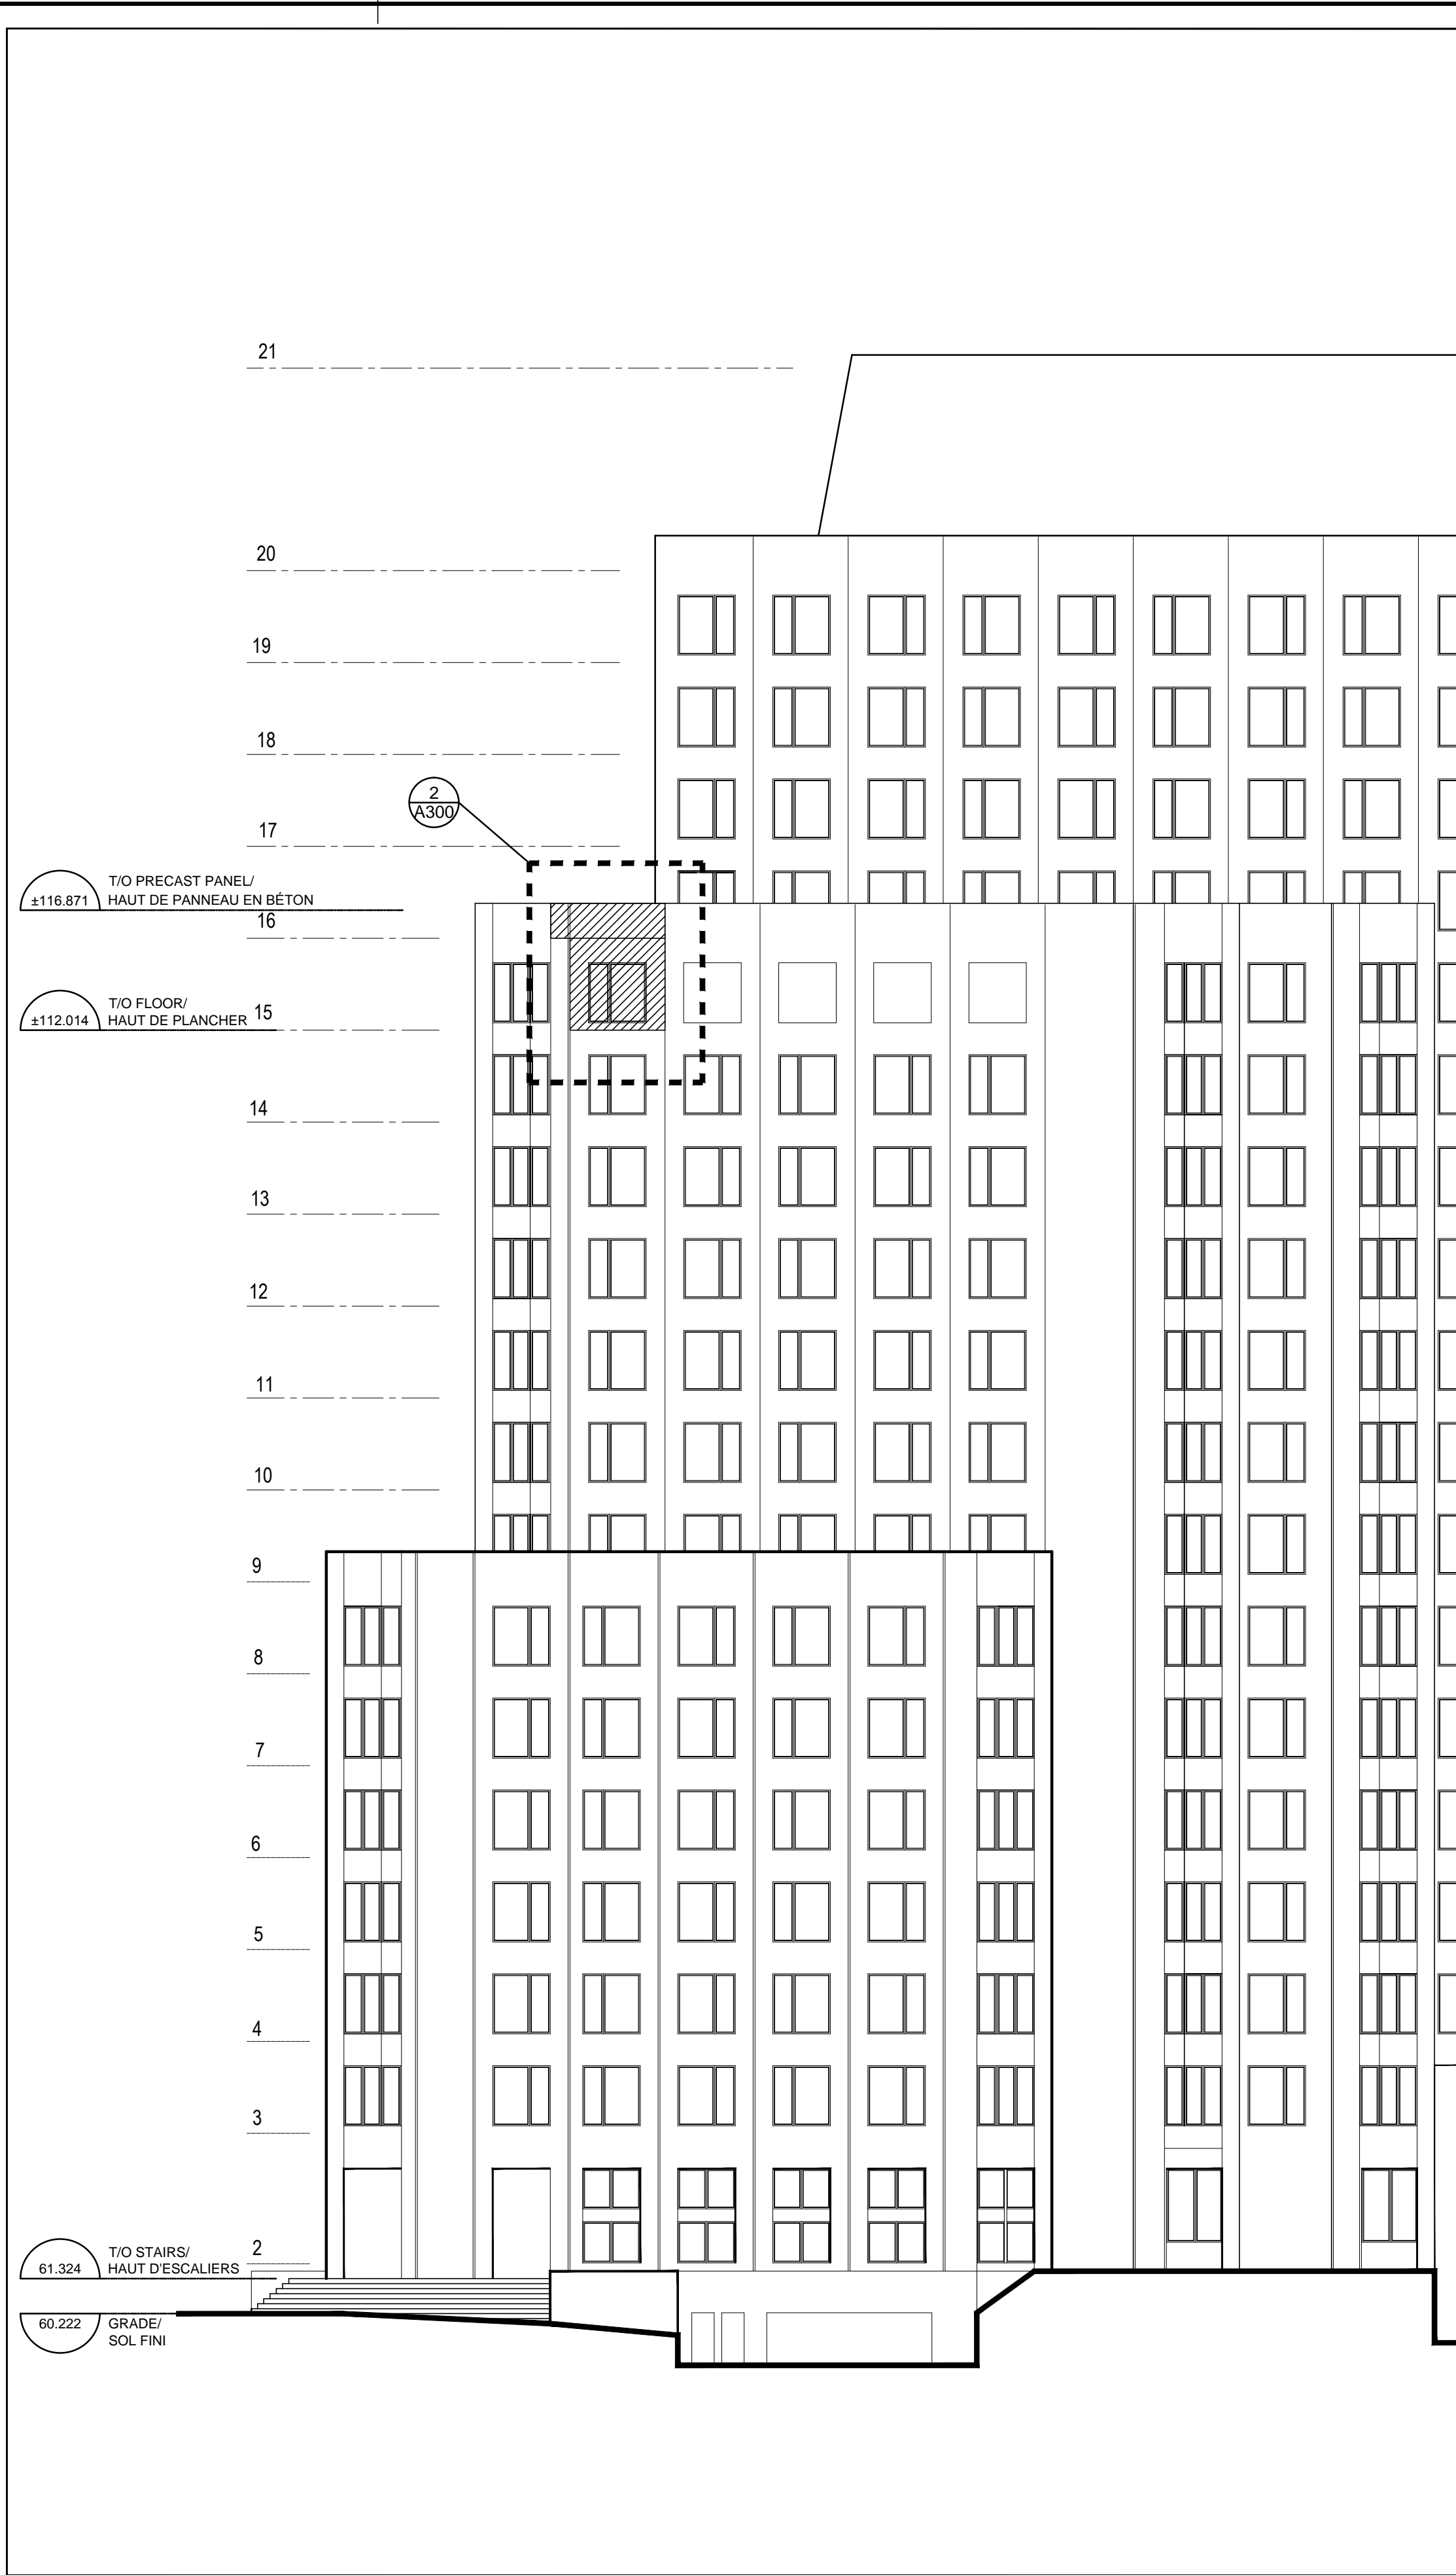 21
20
19
18
2
A300
17
±116.871
T/O PRECAST PANEL/
HAUT DE PANNEAU EN BÉTON
16
±112.014
T/O FLOOR/
HAUT DE PLANCHER
15
14
13
12
11
10
9
8
7
6
5
4
3
2
61.324
T/O STAIRS/
HAUT D'ESCALIERS
60.222
GRADE/
SOL FINI